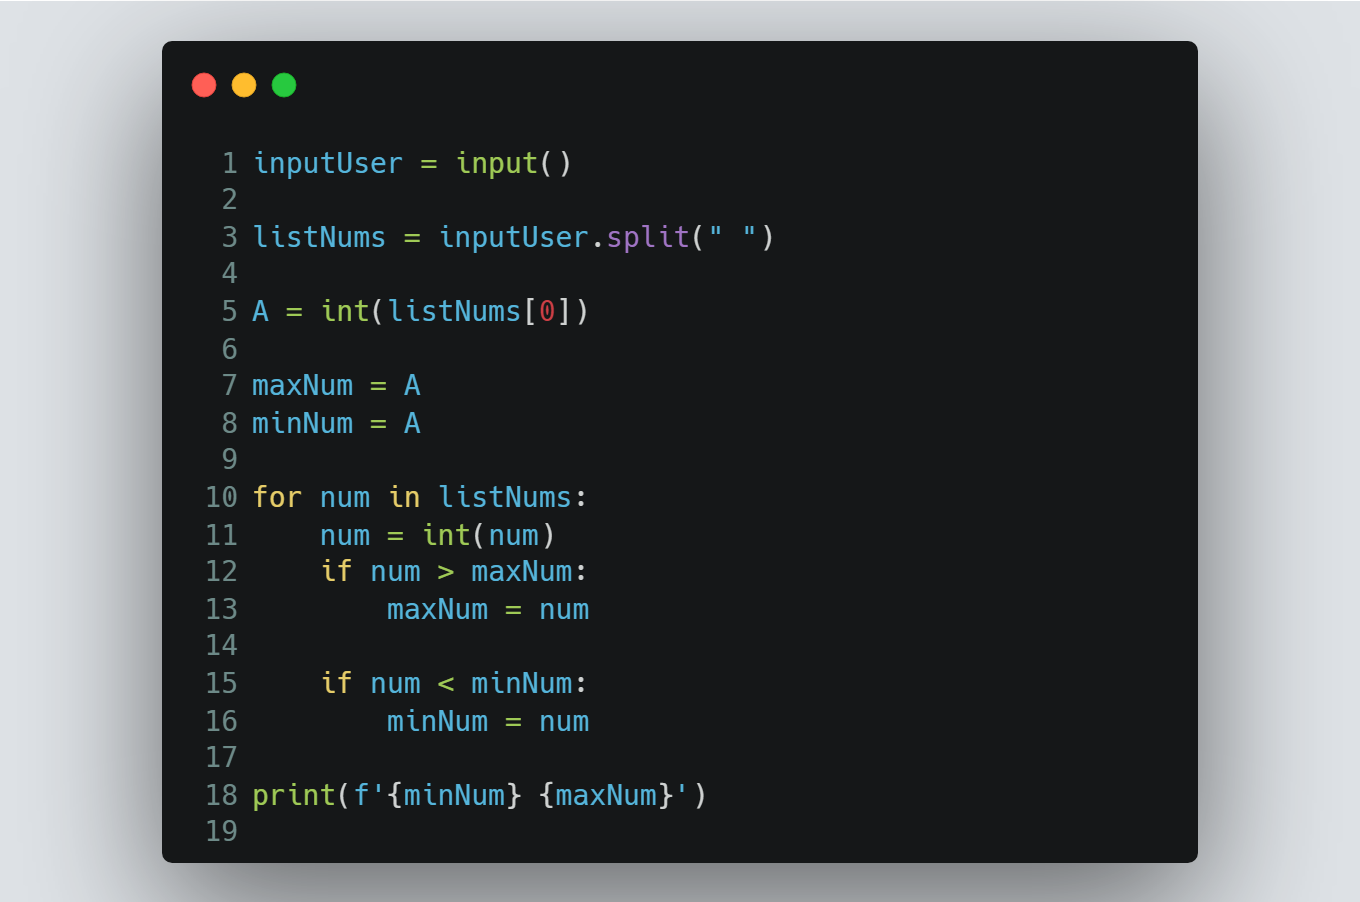 1 inputUser = input()
2
3 listNums = inputUser.split(" ")
4
5 A = int(listNums[0])
6
7 maxNum = A
8 minNum = A
9
10 for num in listNums:
11     num = int(num)
12     if num > maxNum:
13         maxNum = num
14
15     if num < minNum:
16         minNum = num
17
18 print(f'{minNum} {maxNum}')
19